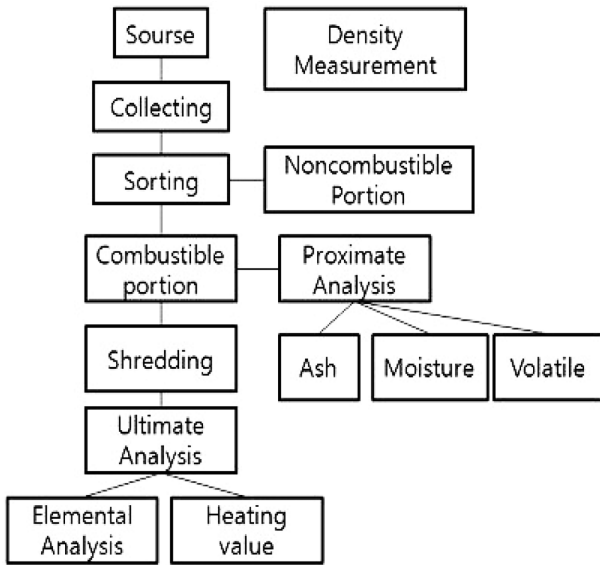 Sourse
Density
Measurement
Collecting
Sorting
Noncombustible
Portion
Combustible
portion
Proximate
Analysis
Shredding
Ash
Moisture
Volatile
Ultimate
Analysis
Elemental
Analysis
Heating
value